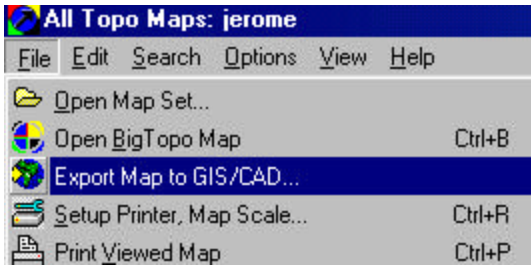 All Topo Maps: jerome
File Edit Search Options View Help
Open Map Set...
Open BigTopo Map Ctrl+B
Export Map to GIS/CAD...
Setup Printer, Map Scale... Ctrl+R
Print Viewed Map Ctrl+P